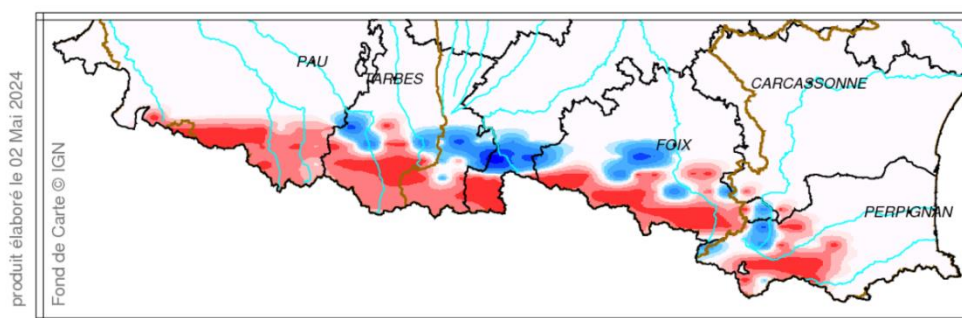 produit élaboré le 02 Mai 2024
Fond de Carte © IGN
PAU
TARBES
CARCASSONNE
FOIX
PERPIGNAN